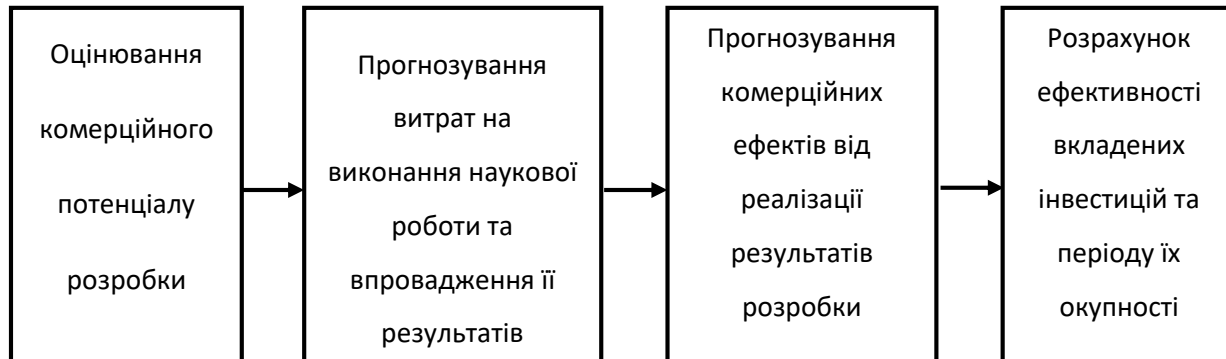 Оцінювання
комерційного
потенціалу
розробки
Прогнозування
витрат на
виконання наукової
роботи та
впровадження її
результатів
Прогнозування
комерційних
ефектів від
реалізації
результатів
розробки
Розрахунок
ефективності
вкладених
інвестицій та
періоду їх
окупності